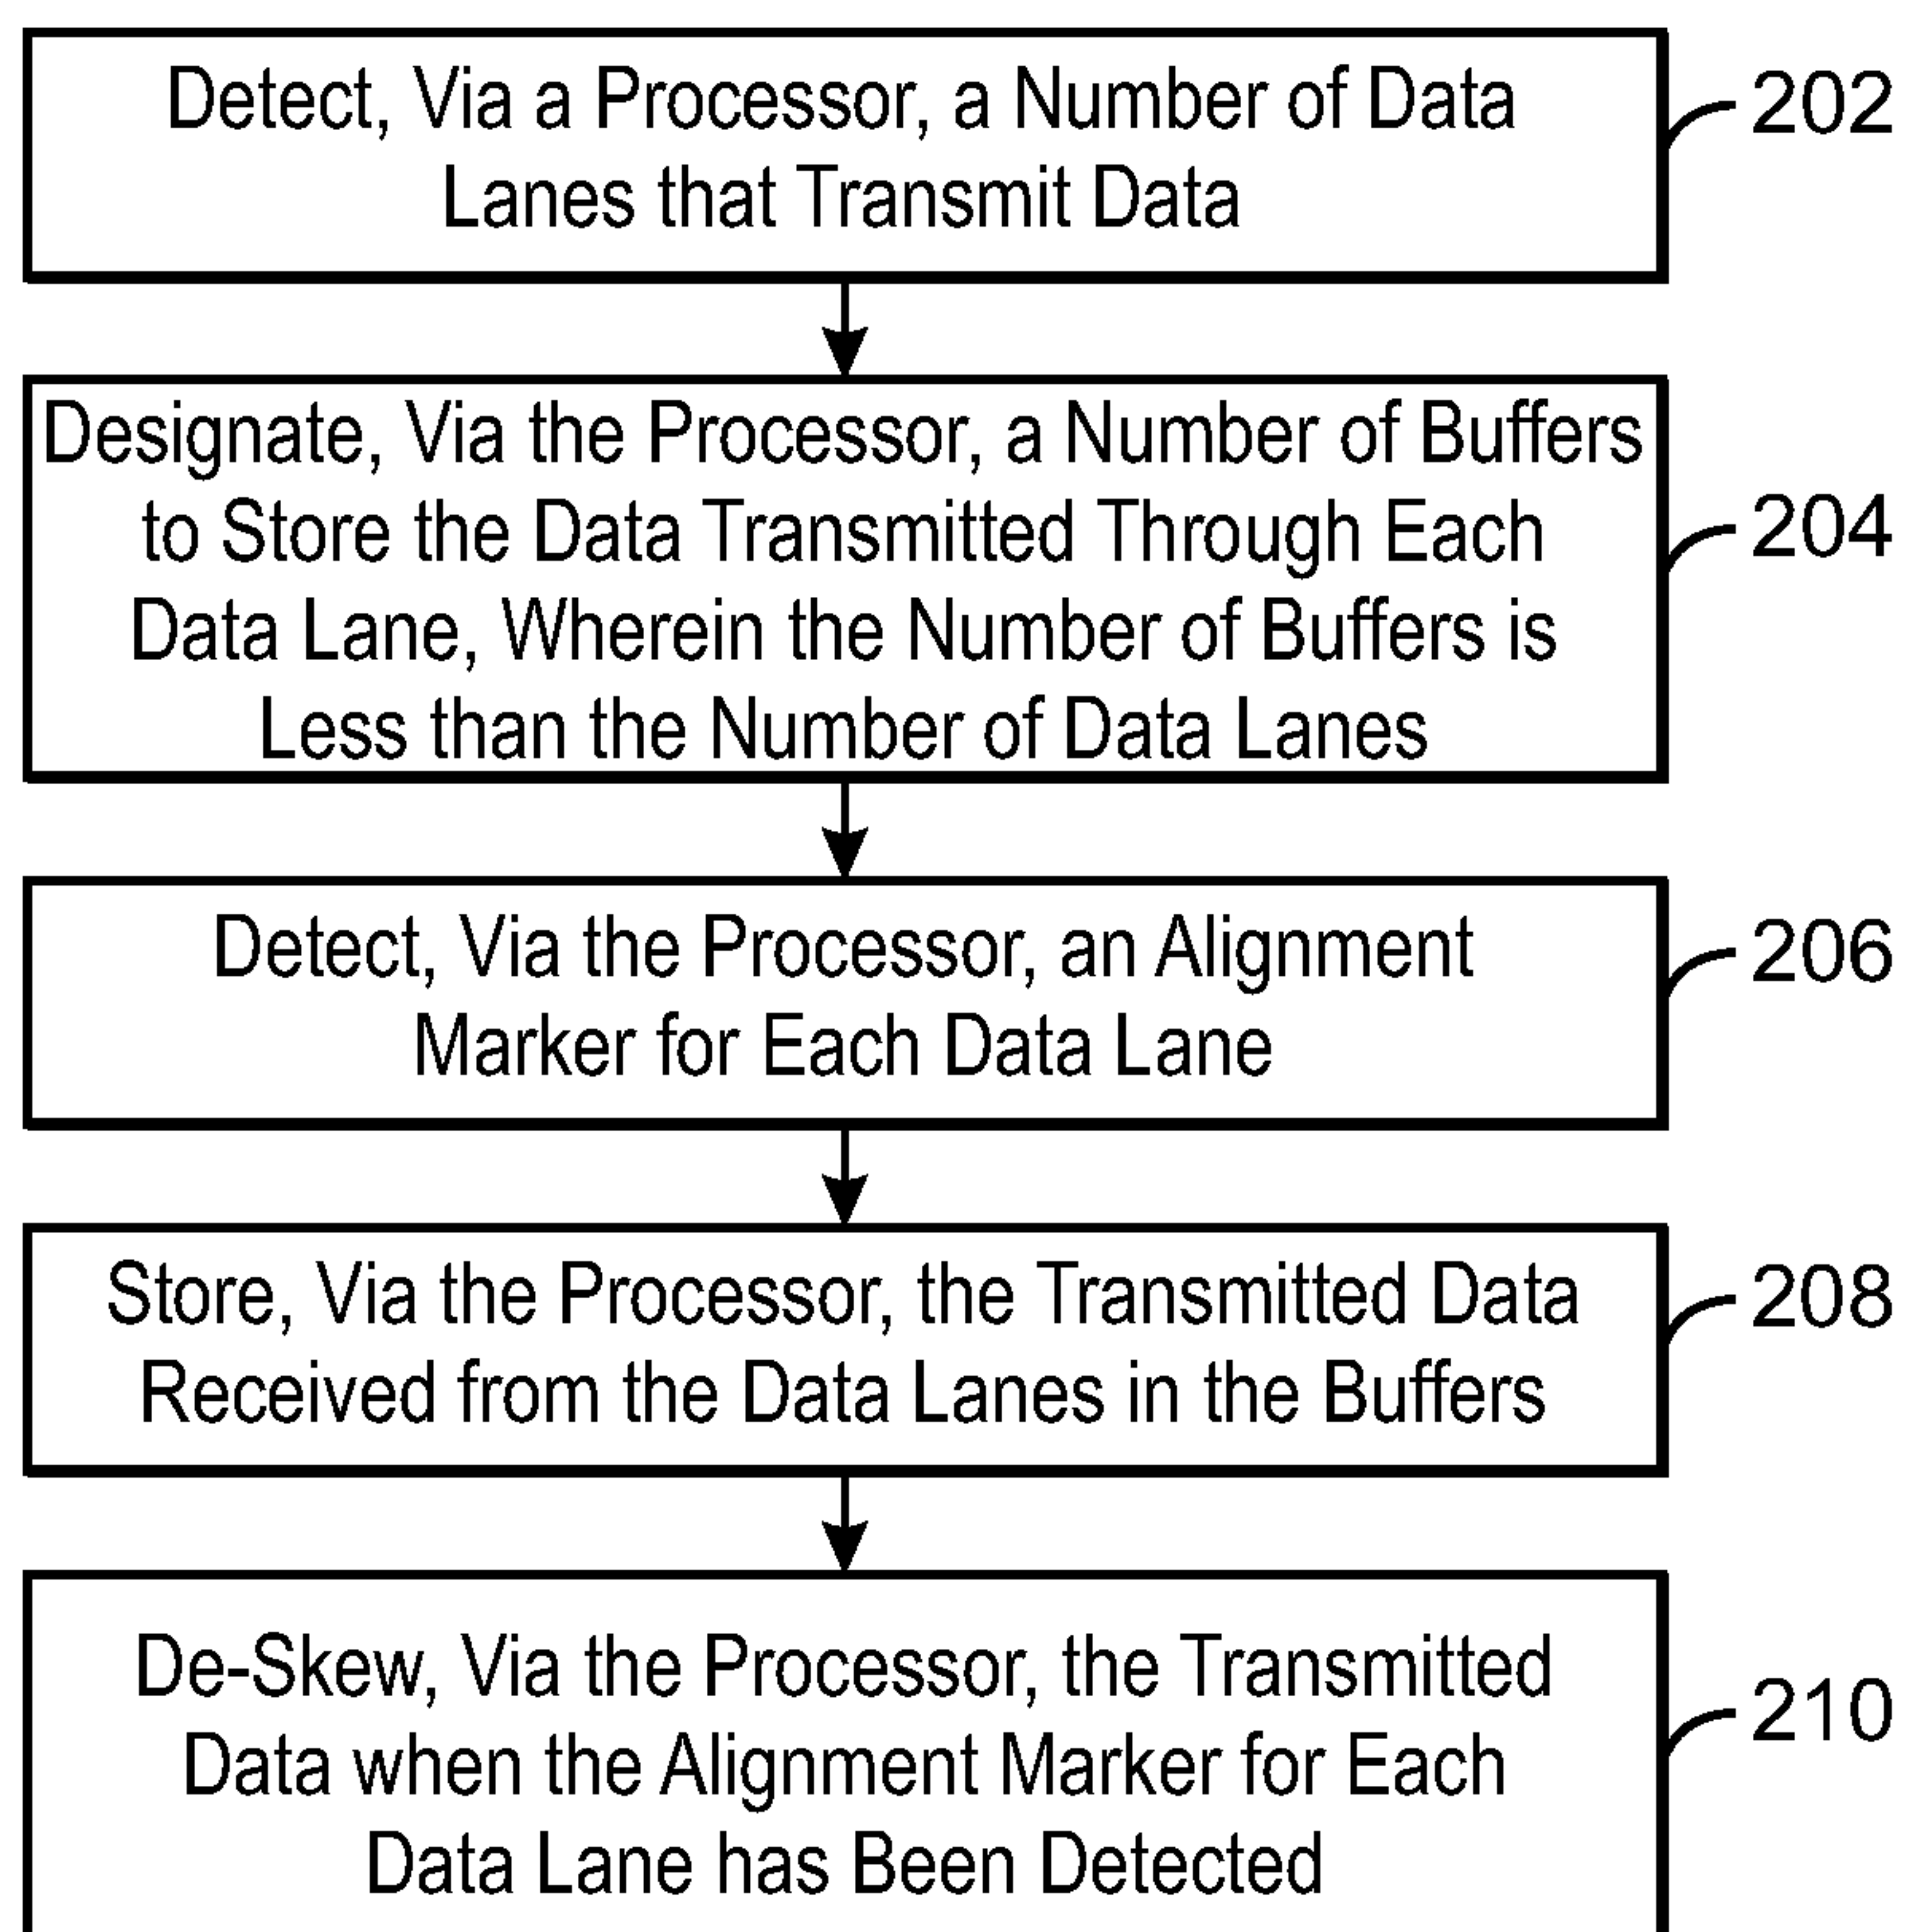 Detect, Via a Processor, a Number of Data
Lanes that Transmit Data
202
Designate, Via the Processor, a Number of Buffers
to Store the Data Transmitted Through Each
Data Lane, Wherein the Number of Buffers is
Less than the Number of Data Lanes
204
Detect, Via the Processor, an Alignment
Marker for Each Data Lane
206
Store, Via the Processor, the Transmitted Data
Received from the Data Lanes in the Buffers
208
De-Skew, Via the Processor, the Transmitted
Data when the Alignment Marker for Each
Data Lane has Been Detected
210